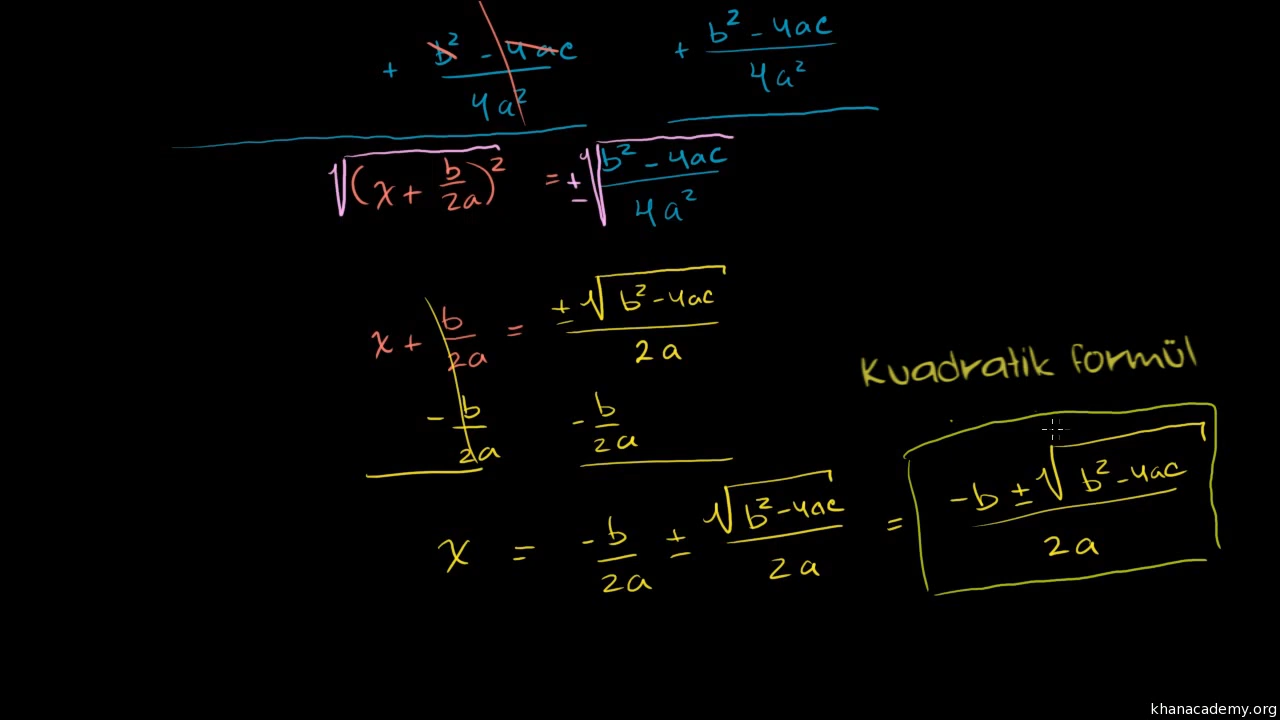 + (b² - 4ac)/(4a²)   + (b² - 4ac)/(4a²)
√(x + b/2a)² = ±√((b² - 4ac)/(4a²))
x + b/2a = ±√(b² - 4ac)/2a
- b/2a   - b/2a
Kuadratik formül
x = -b/2a ± √(b² - 4ac)/2a = (-b ± √(b² - 4ac))/2a
khanacademy.org